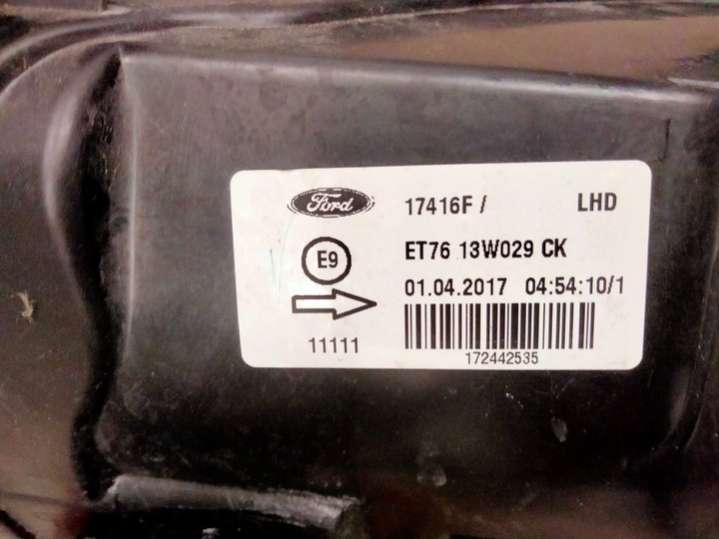 Ford 17416F / LHD
E9 ET76 13W029 CK
01.04.2017 04:54:10/1
11111 172442535